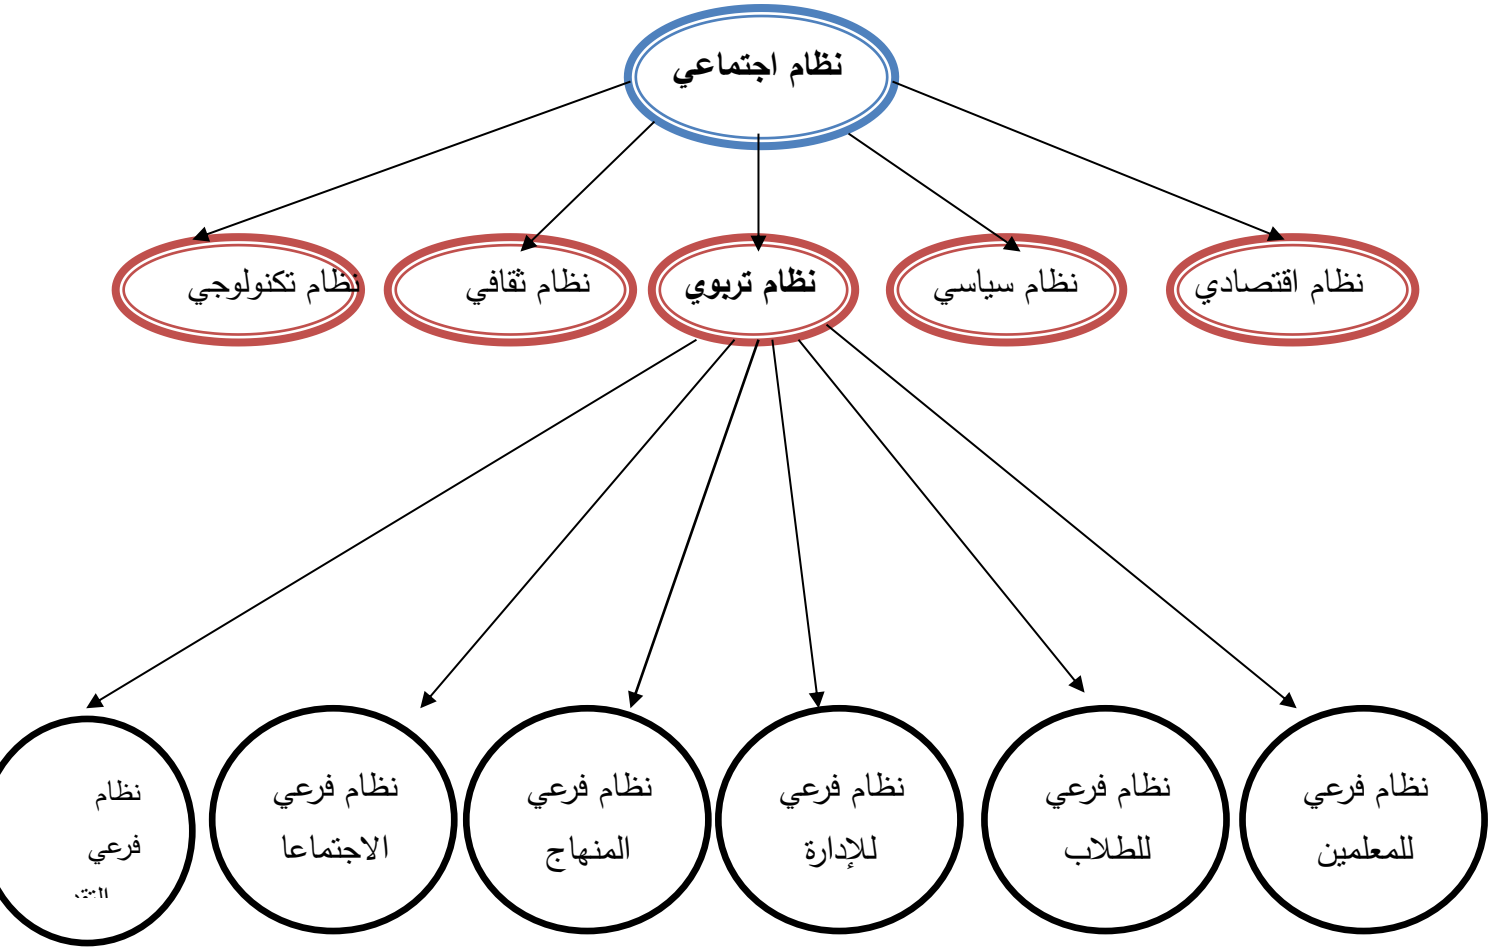 نظام اجتماعي
نظام اقتصادي
نظام سياسي
نظام تربوي
نظام ثقافي
نظام تكنولوجي
نظام فرعي
للمعلمين
نظام فرعي
للطلاب
نظام فرعي
للإدارة
نظام فرعي
المنهاج
نظام فرعي
الاجتماعا
نظام
فرعي